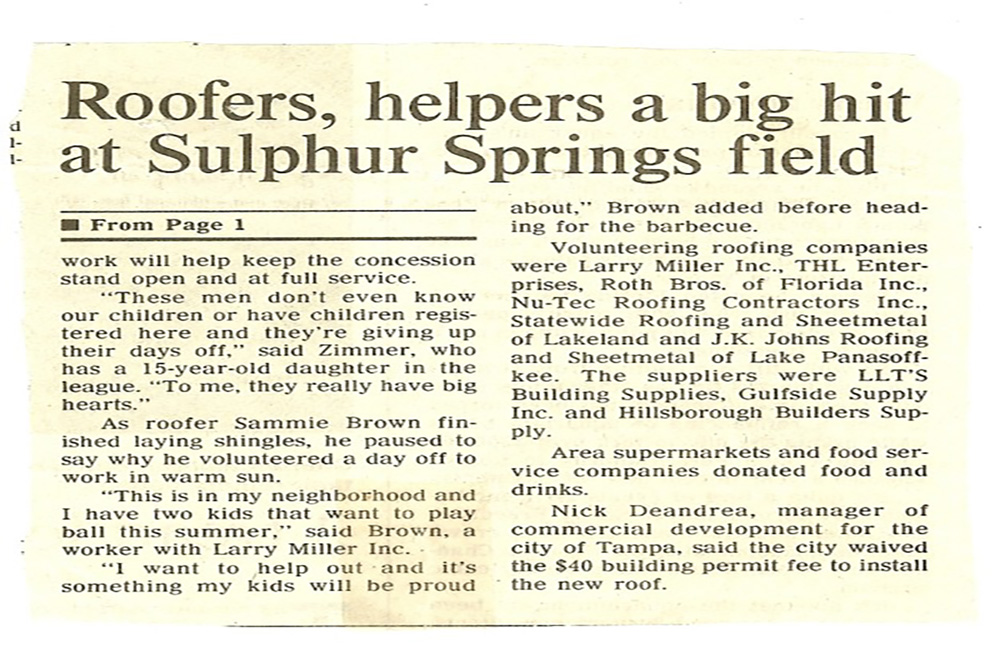 Roofers, helpers a big hit
at Sulphur Springs field
■ From Page 1
work will help keep the concession
stand open and at full service.
"These men don't even know
our children or have children regis-
tered here and they're giving up
their days off," said Zimmer, who
has a 15-year-old daughter in the
league. "To me, they really have big
hearts."
As roofer Sammie Brown fin-
ished laying shingles, he paused to
say why he volunteered a day off to
work in warm sun.
"This is in my neighborhood and
I have two kids that want to play
ball this summer," said Brown, a
worker with Larry Miller Inc.
"I want to help out and it's
something my kids will be proud
about," Brown added before head-
ing for the barbecue.
Volunteering roofing companies
were Larry Miller Inc., THL Enter-
prises, Roth Bros. of Florida Inc.,
Nu-Tec Roofing Contractors Inc.,
Statewide Roofing and Sheetmetal
of Lakeland and J.K. Johns Roofing
and Sheetmetal of Lake Panasoff-
kee. The suppliers were LLT'S
Building Supplies, Gulfside Supply
Inc. and Hillsborough Builders Sup-
ply.
Area supermarkets and food ser-
vice companies donated food and
drinks.
Nick Deandrea, manager of
commercial development for the
city of Tampa, said the city waived
the $40 building permit fee to install
the new roof.